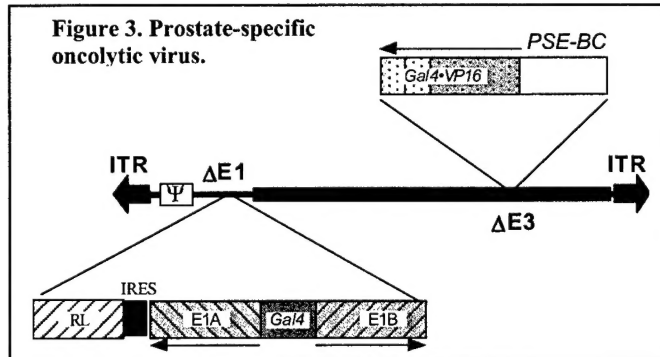 Figure 3. Prostate-specific
oncolytic virus.
PSE-BC
Gal4•VP16
ITR
ΔE1
ITR
Ψ
ΔE3
IRES
RL
E1A
Gal4
E1B